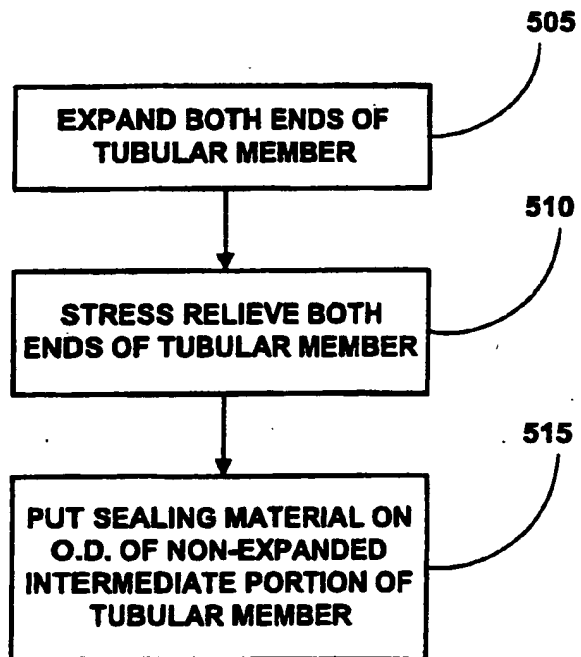 505
EXPAND BOTH ENDS OF
TUBULAR MEMBER
510
STRESS RELIEVE BOTH
ENDS OF TUBULAR MEMBER
515
PUT SEALING MATERIAL ON
O.D. OF NON-EXPANDED
INTERMEDIATE PORTION OF
TUBULAR MEMBER